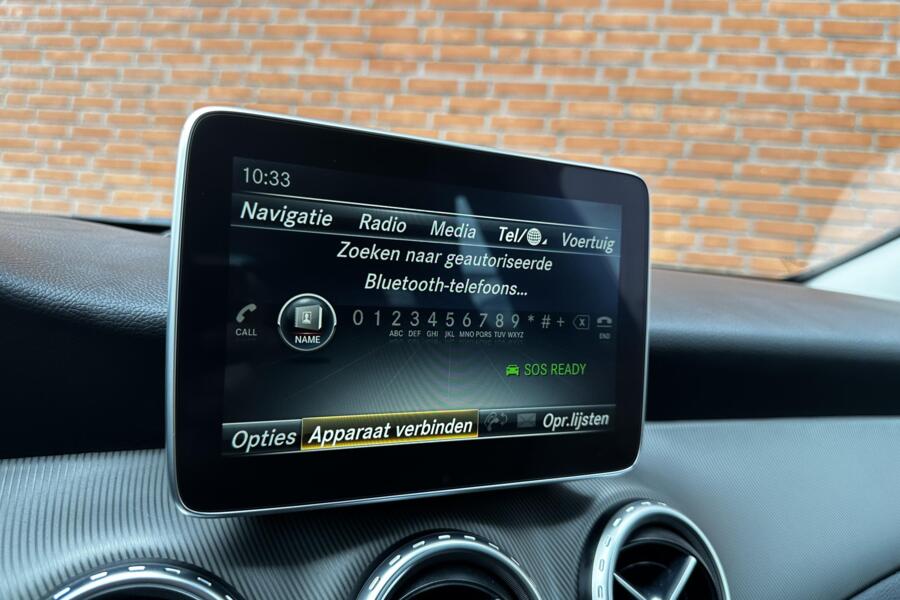 10:33
Navigatie Radio Media Tel/ Voertuig
Zoeken naar geautoriseerde
Bluetooth-telefoons...
CALL NAME 0 1 2 3 4 5 6 7 8 9 * # + END
ABC DEF GHI JKL MNO PQRS TUV WXYZ
SOS READY
Opties Apparaat verbinden Opr.lijsten